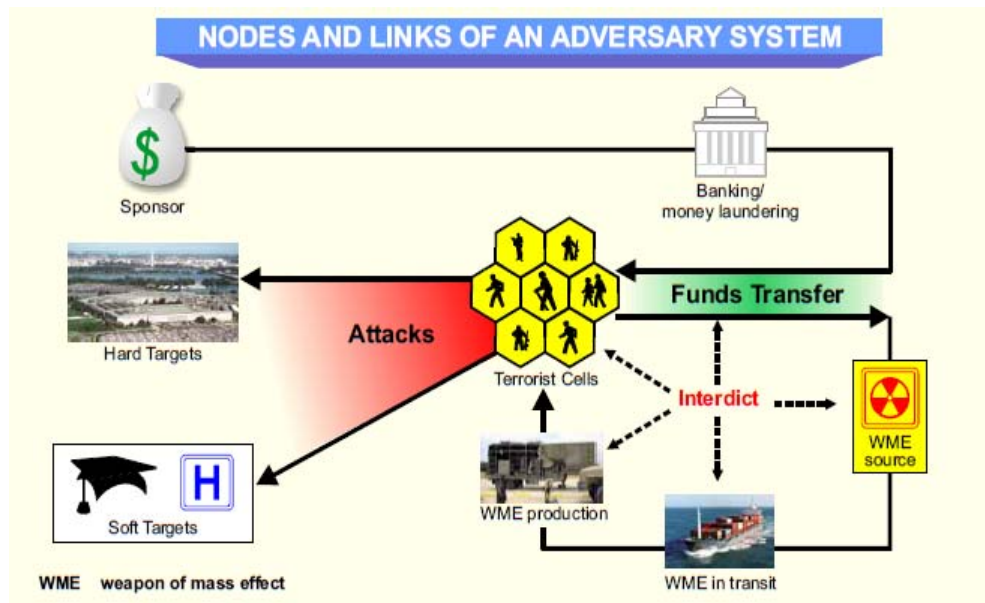 NODES AND LINKS OF AN ADVERSARY SYSTEM
$
Sponsor
Banking/
money laundering
Hard Targets
Attacks
Terrorist Cells
Funds Transfer
Interdict
WME
source
WME production
H
Soft Targets
WME in transit
WME weapon of mass effect